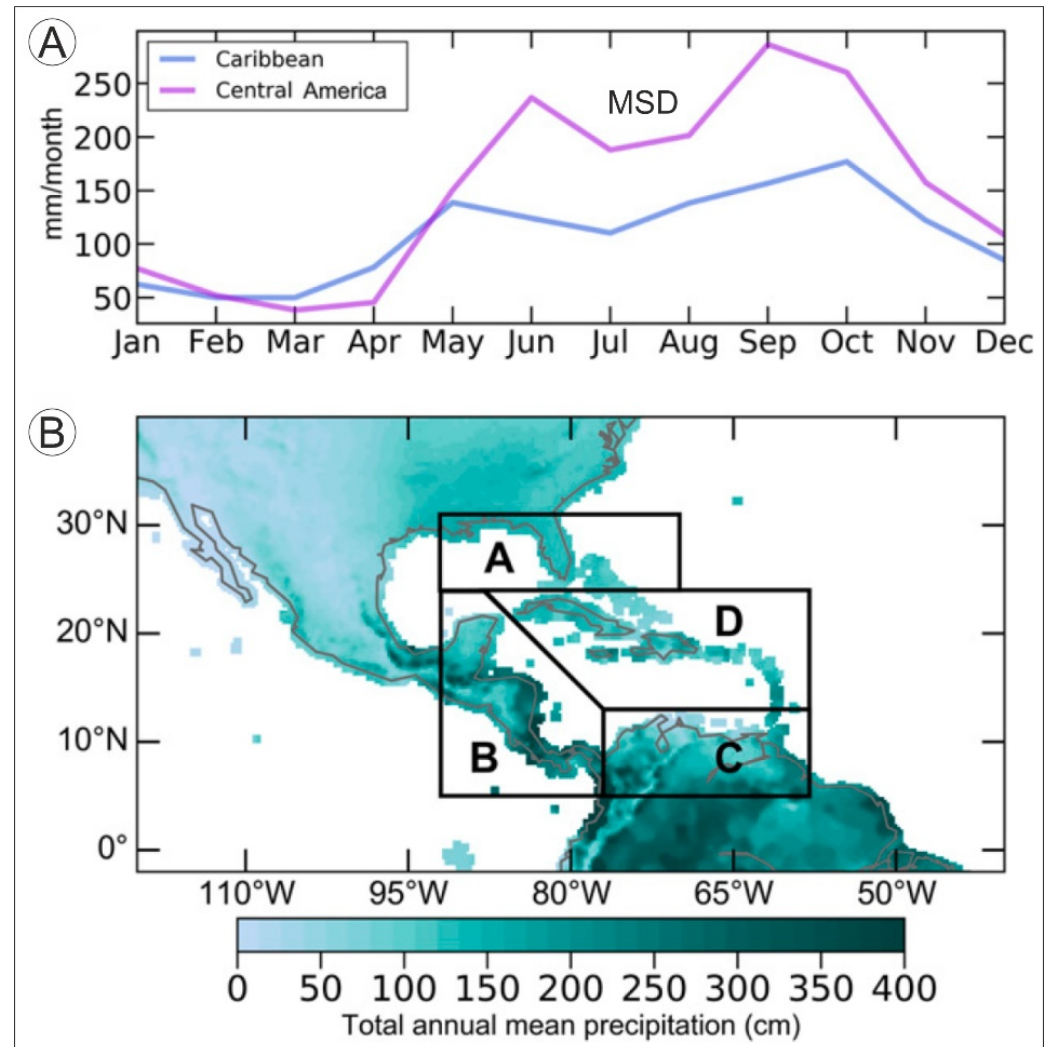 A
Caribbean
Central America
MSD
mm/month
250
200
150
100
50
Jan Feb Mar Apr May Jun Jul Aug Sep Oct Nov Dec
B
30°N
20°N
10°N
0°
A
D
B
C
110°W 95°W 80°W 65°W 50°W
0 50 100 150 200 250 300 350 400
Total annual mean precipitation (cm)